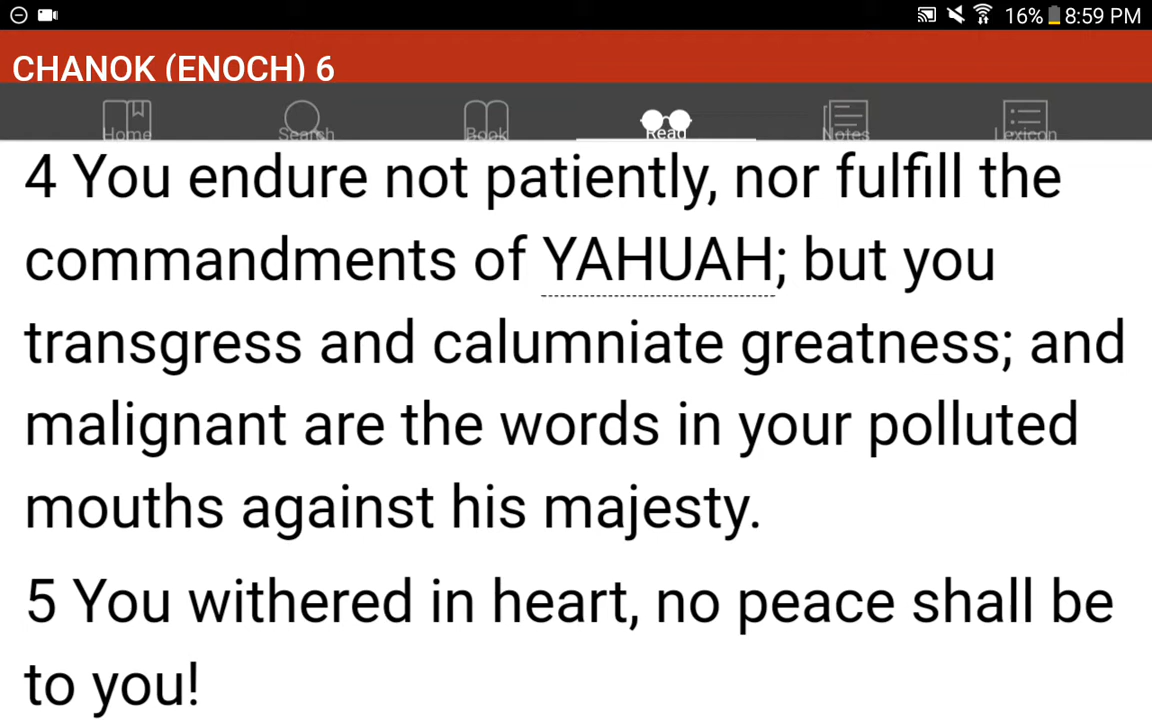 16% 8:59 PM
CHANOK (ENOCH) 6
Home Search Book Read Notes Lexicon
4 You endure not patiently, nor fulfill the
commandments of YAHUAH; but you
transgress and calumniate greatness; and
malignant are the words in your polluted
mouths against his majesty.
5 You withered in heart, no peace shall be
to you!